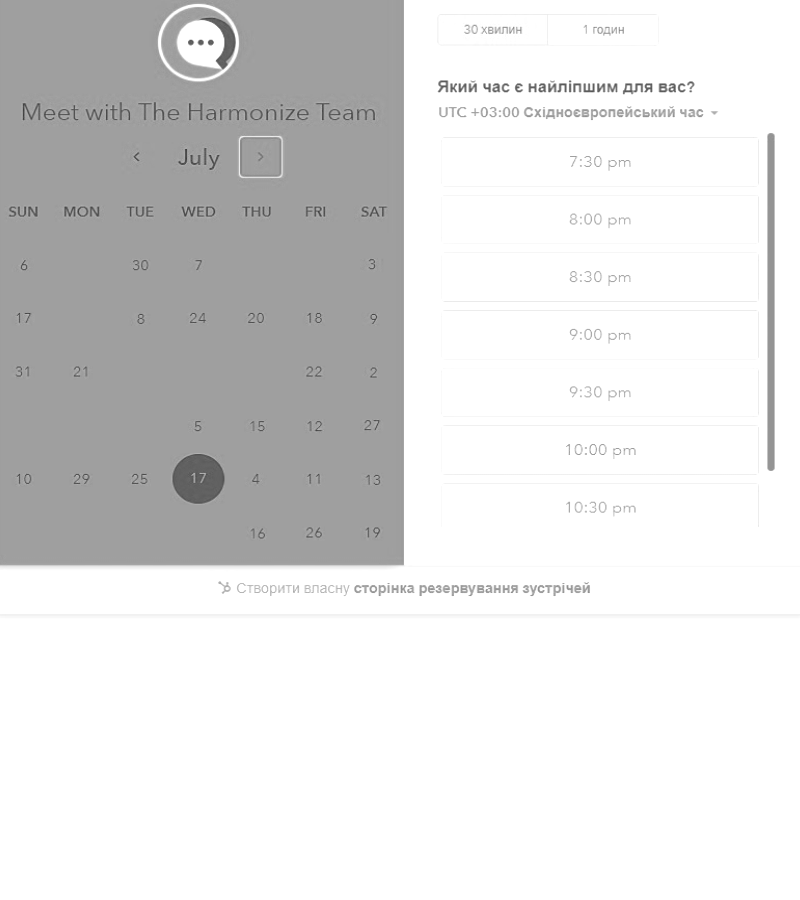 Meet with The Harmonize Team
July
SUN MON TUE WED THU FRI SAT
6 30 7 3
17 8 24 20 18 9
31 21 22 2
5 15 12 27
10 29 25 17 4 11 13
16 26 19
30 хвилин 1 годин
Який час є найліпшим для вас?
UTC +03:00 Східноєвропейський час
7:30 pm
8:00 pm
8:30 pm
9:00 pm
9:30 pm
10:00 pm
10:30 pm
Створити власну сторінка резервування зустрічей